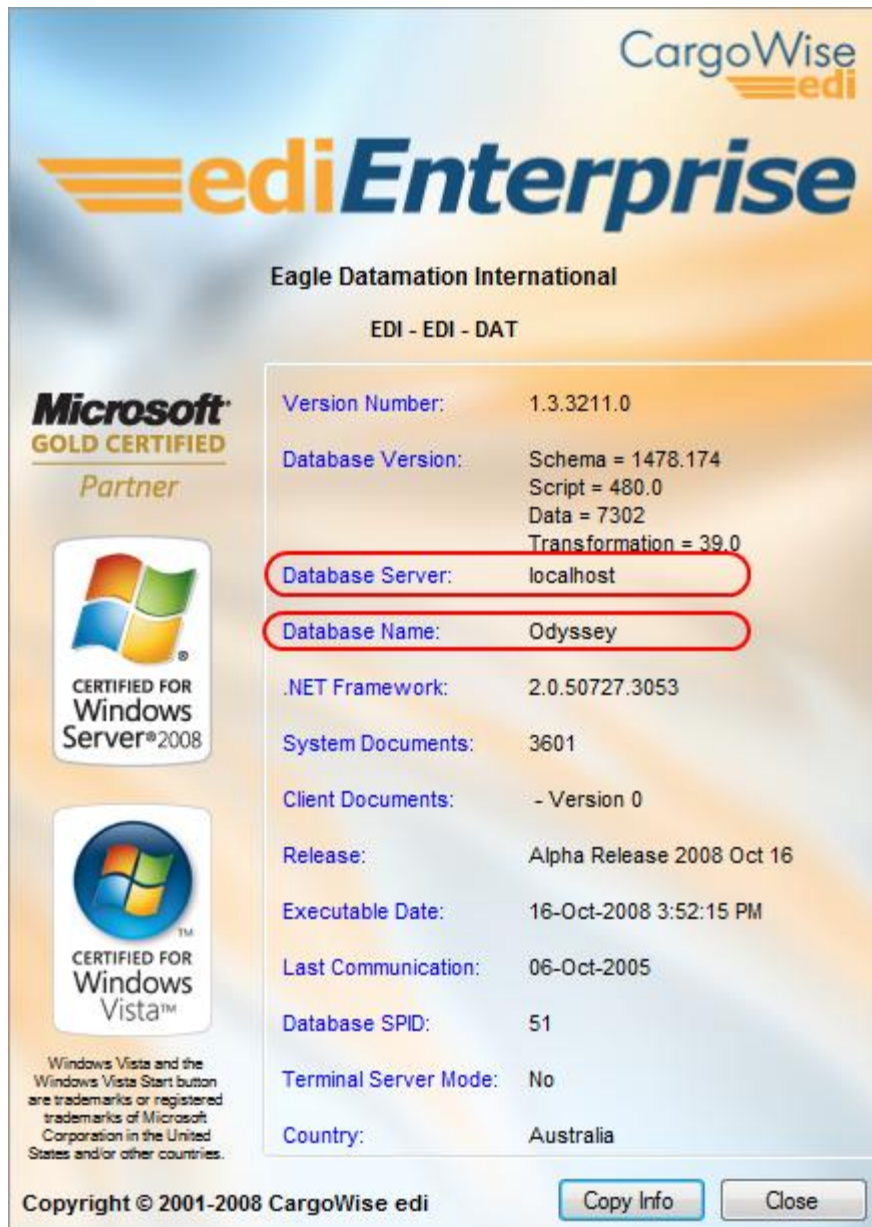 CargoWise
edi
ediEnterprise
Eagle Datamation International
EDI - EDI - DAT
Microsoft
GOLD CERTIFIED
Partner
CERTIFIED FOR
Windows
Server®2008
TM
CERTIFIED FOR
Windows
Vista™
Windows Vista and the
Windows Vista Start button
are trademarks or registered
trademarks of Microsoft
Corporation in the United
States and/or other countries.
Version Number: 1.3.3211.0
Database Version: Schema = 1478.174
Script = 480.0
Data = 7302
Transformation = 39.0
Database Server: localhost
Database Name: Odyssey
.NET Framework: 2.0.50727.3053
System Documents: 3601
Client Documents: - Version 0
Release: Alpha Release 2008 Oct 16
Executable Date: 16-Oct-2008 3:52:15 PM
Last Communication: 06-Oct-2005
Database SPID: 51
Terminal Server Mode: No
Country: Australia
Copyright © 2001-2008 CargoWise edi
Copy Info
Close